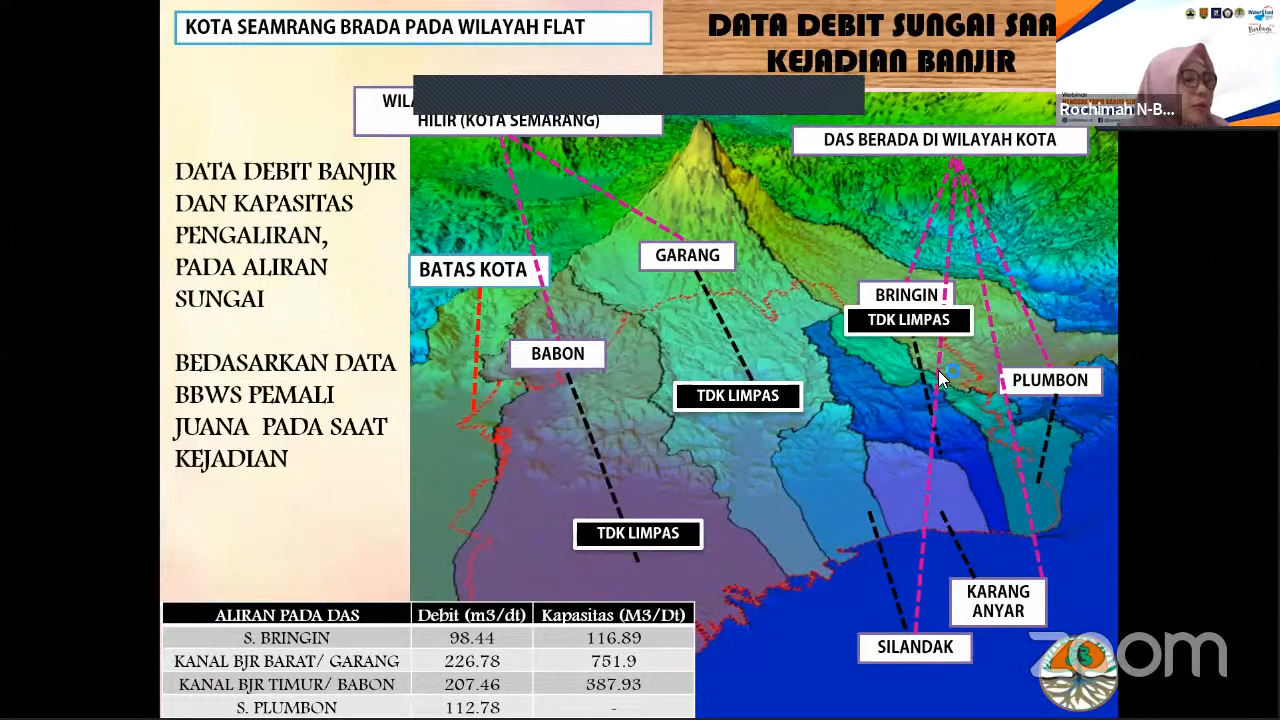 KOTA SEAMRANG BRADA PADA WILAYAH FLAT
DATA DEBIT SUNGAI SAA
KEJADIAN BANJIR
HILIR (KOTA SEMARANG)
DAS BERADA DI WILAYAH KOTA
Webinar
Rochimah N-B...
DATA DEBIT BANJIR
DAN KAPASITAS
PENGALIRAN,
PADA ALIRAN
SUNGAI
BEDASARKAN DATA
BBWS PEMALI
JUANA PADA SAAT
KEJADIAN
BATAS KOTA
GARANG
BRINGIN
TDK LIMPAS
BABON
PLUMBON
TDK LIMPAS
TDK LIMPAS
KARANG
ANYAR
SILANDAK
zoom
ALIRAN PADA DAS Debit (m3/dt) Kapasitas (M3/Dt)
S. BRINGIN 98.44 116.89
KANAL BJR BARAT/ GARANG 226.78 751.9
KANAL BJR TIMUR/ BABON 207.46 387.93
S. PLUMBON 112.78 -